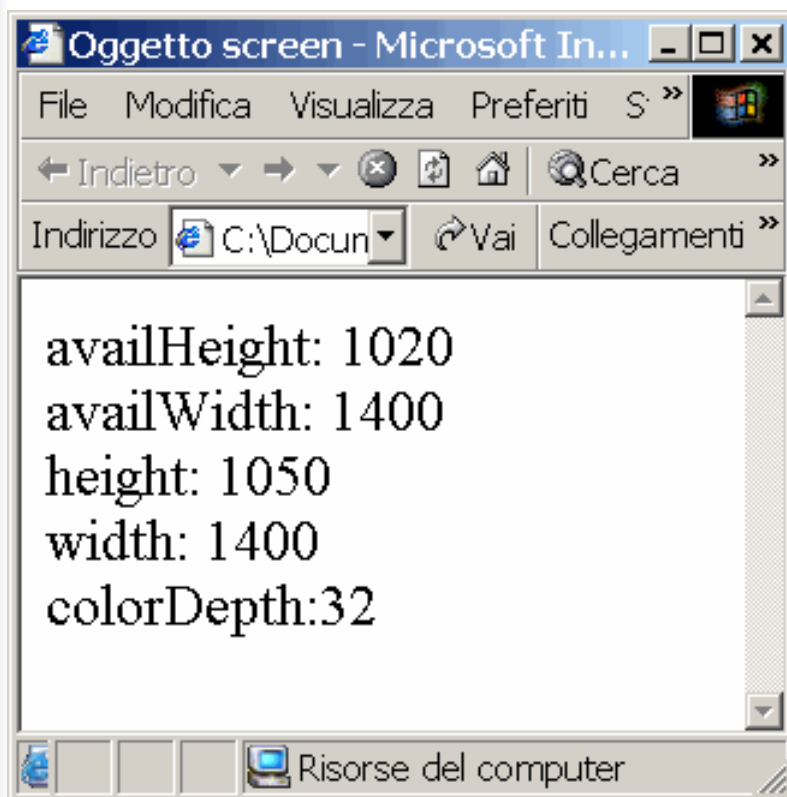 Oggetto screen - Microsoft In...
File Modifica Visualizza Preferiti S »
Indietro Cerca »
Indirizzo C:\Docun Vai Collegamenti »
availHeight: 1020
availWidth: 1400
height: 1050
width: 1400
colorDepth:32
Risorse del computer